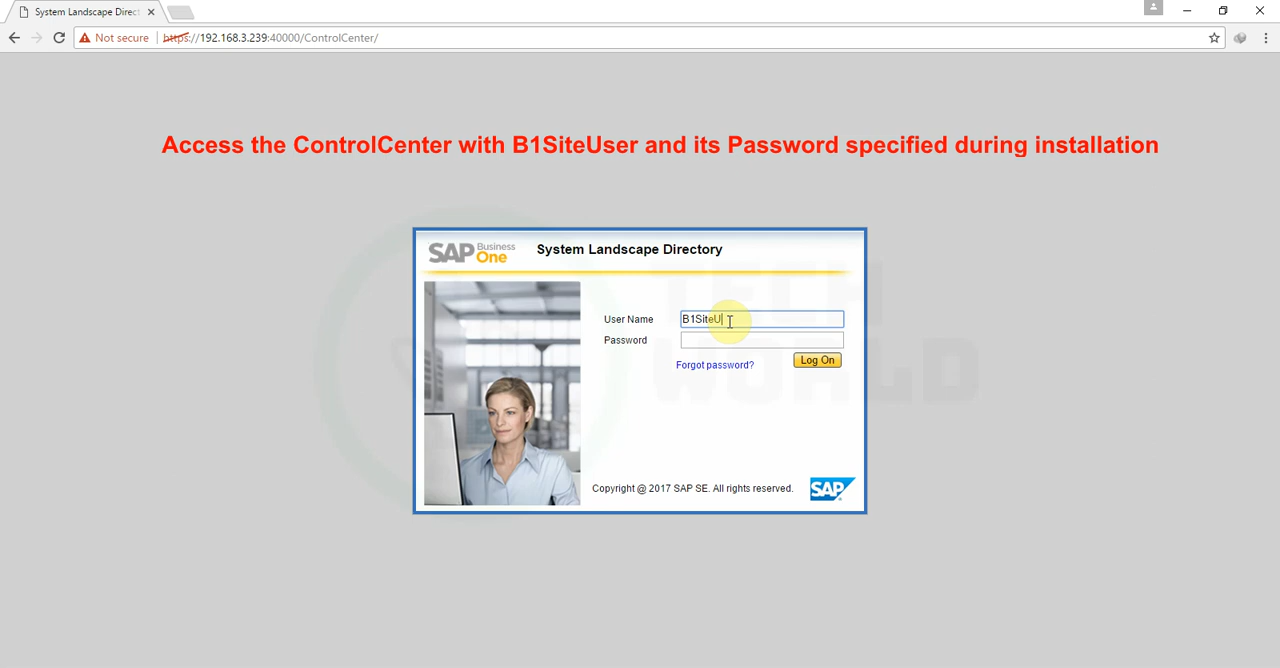 System Landscape Direct
Not secure
https://192.168.3.239:40000/ControlCenter/
Access the ControlCenter with B1SiteUser and its Password specified during installation
SAP Business One
System Landscape Directory
TECH
WORLD
User Name
B1SiteU
Password
Forgot password?
Log On
Copyright @ 2017 SAP SE. All rights reserved.
SAP